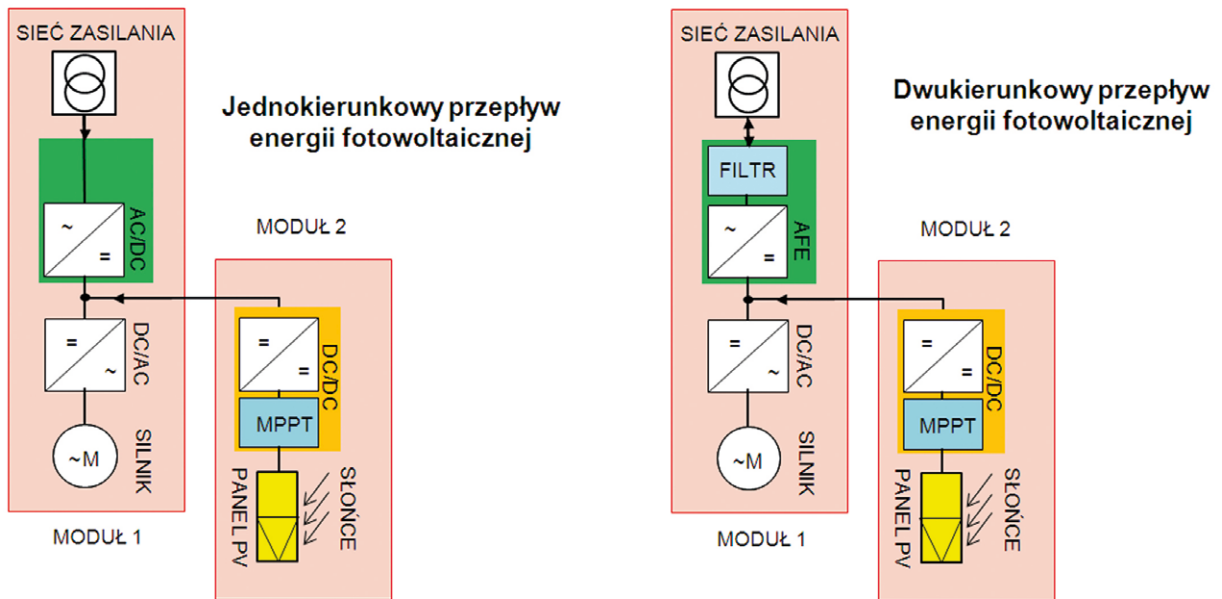 SIEĆ ZASILANIA
Jednokierunkowy przepływ
energii fotowoltaicznej
~
=
AC/DC
MODUŁ 2
=
~
DC/AC
=
=
DC/DC
MPPT
~M
SILNIK
PANEL PV
SŁOŃCE
MODUŁ 1
SIEĆ ZASILANIA
Dwukierunkowy przepływ
energii fotowoltaicznej
FILTR
~
=
AFE
MODUŁ 2
=
~
DC/AC
=
=
DC/DC
MPPT
~M
SILNIK
PANEL PV
SŁOŃCE
MODUŁ 1